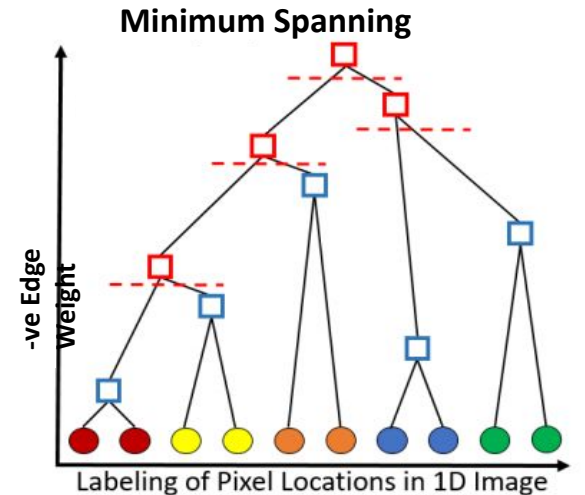 Minimum Spanning
-ve Edge
Weight
Labeling of Pixel Locations in 1D Image